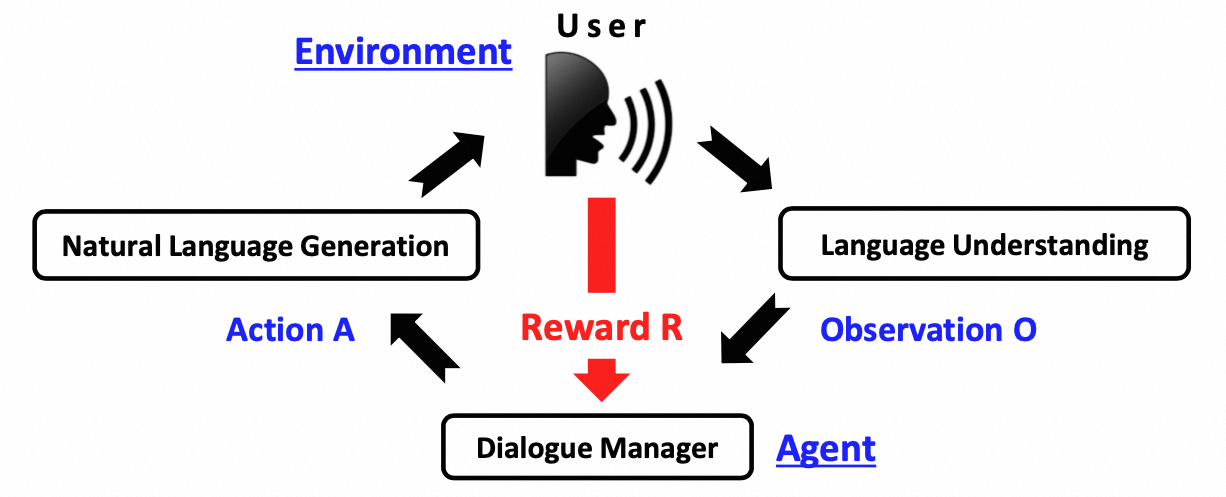 User
Environment
Natural Language Generation
Language Understanding
Action A
Reward R
Observation O
Dialogue Manager
Agent